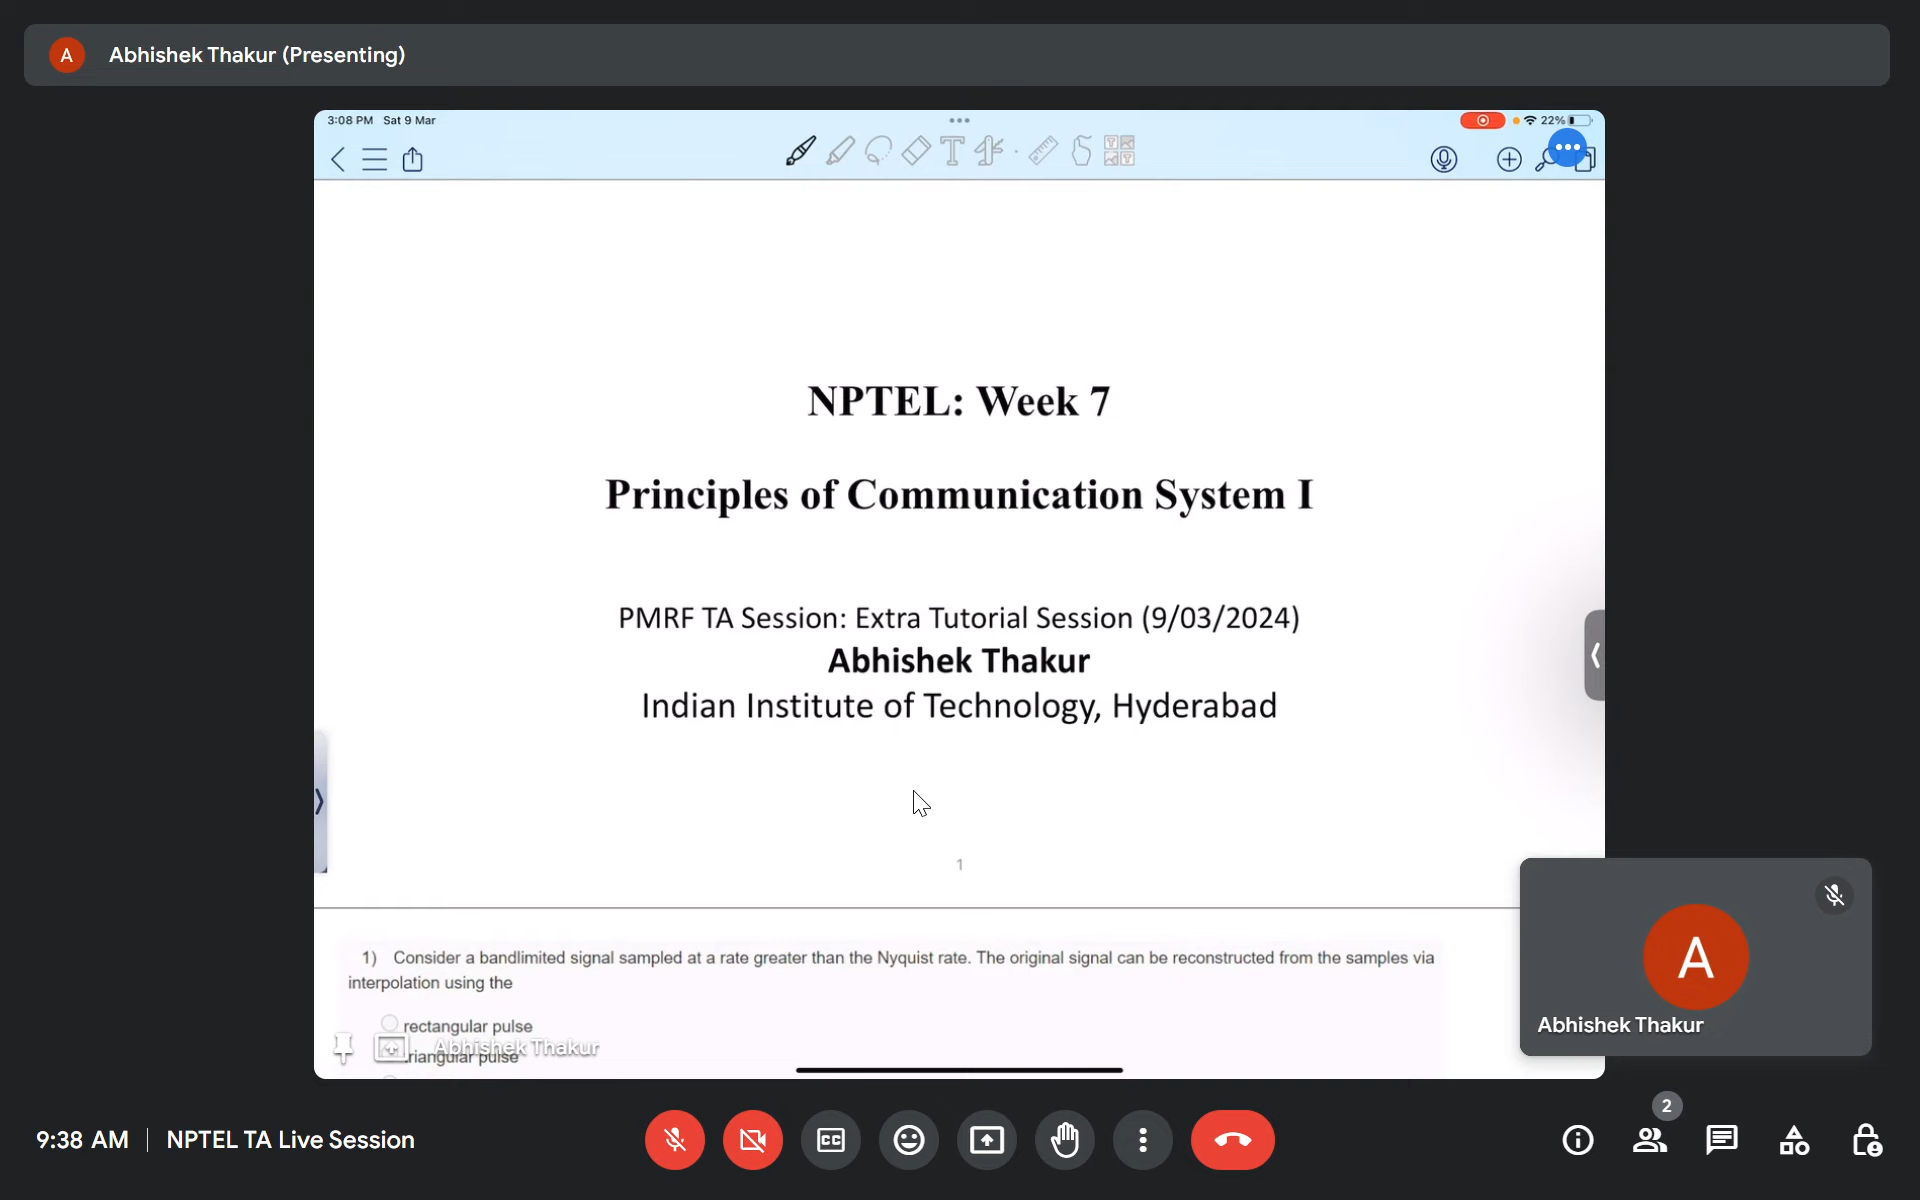 A
Abhishek Thakur (Presenting)
3:08 PM Sat 9 Mar
22%
NPTEL: Week 7
Principles of Communication System I
PMRF TA Session: Extra Tutorial Session (9/03/2024)
Abhishek Thakur
Indian Institute of Technology, Hyderabad
1
1) Consider a bandlimited signal sampled at a rate greater than the Nyquist rate. The original signal can be reconstructed from the samples via
interpolation using the
rectangular pulse
riangular pulse
Abhishek Thakur
A
Abhishek Thakur
9:38 AM NPTEL TA Live Session
CC
2